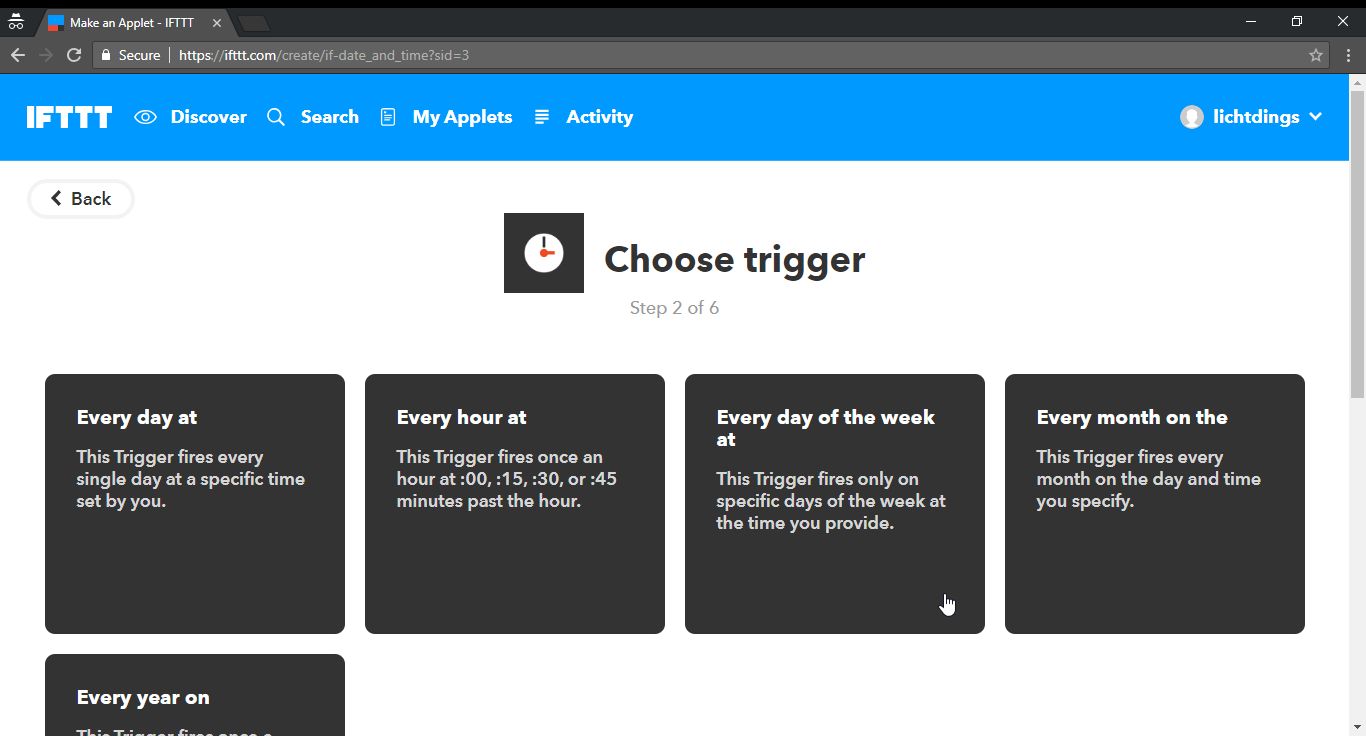 Make an Applet - IFTTT
Secure https://ifttt.com/create/if-date_and_time?sid=3
IFTTT Discover Search My Applets Activity lichtdings
Back
Choose trigger
Step 2 of 6
Every day at
This Trigger fires every
single day at a specific time
set by you.
Every hour at
This Trigger fires once an
hour at :00, :15, :30, or :45
minutes past the hour.
Every day of the week
at
This Trigger fires only on
specific days of the week at
the time you provide.
Every month on the
This Trigger fires every
month on the day and time
you specify.
Every year on
This Trigger fires once a